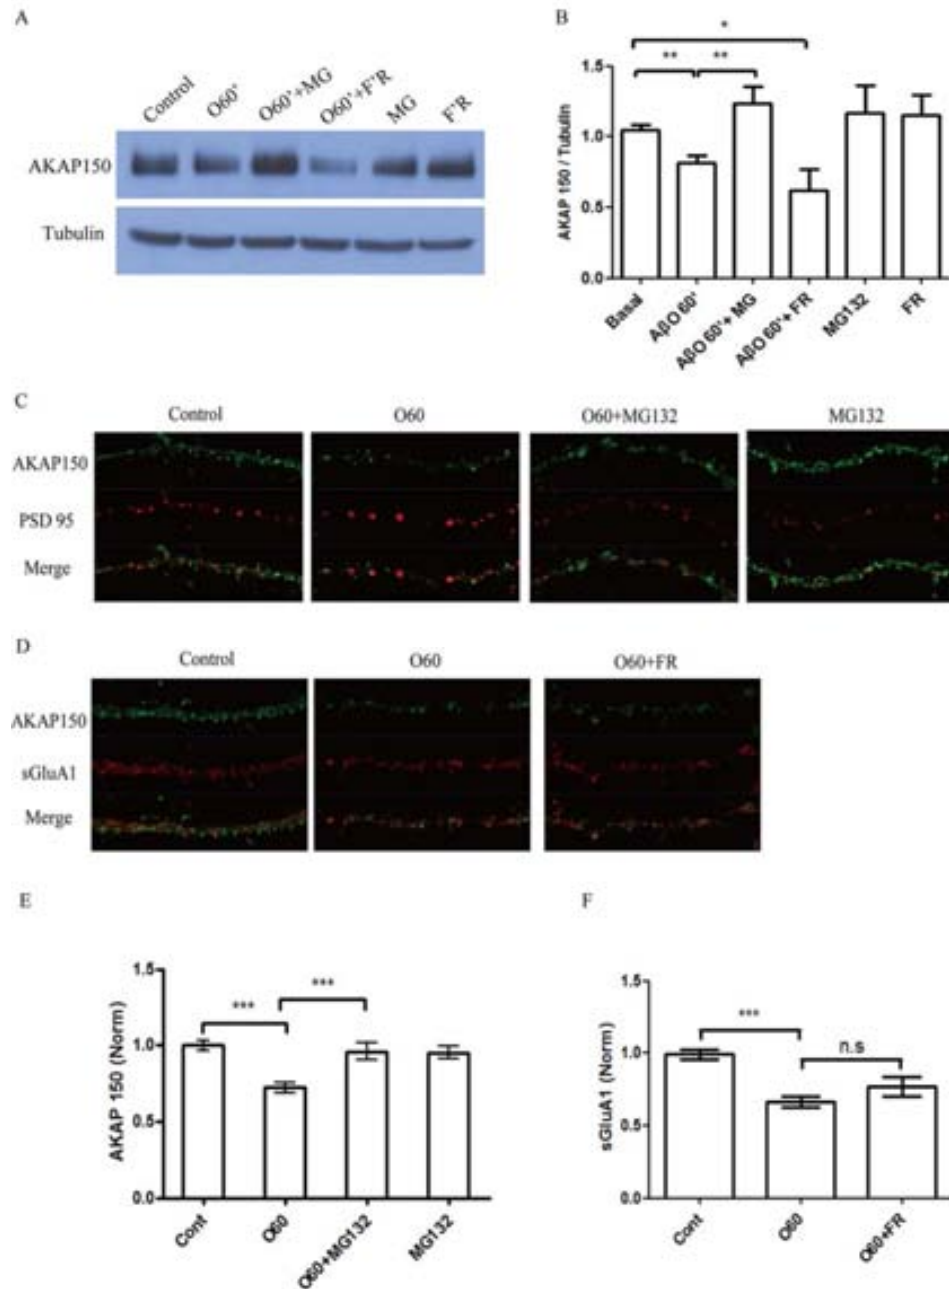 A
Control O60' O60'+MG O60'+F'R MG F'R
AKAP150
Tubulin
B
*
** **
1.5
1.0
0.5
0.0
AKAP 150 / Tubulin
Basal AβO 60' AβO 60'+ MG AβO 60'+ FR MG132 FR
C
Control O60 O60+MG132 MG132
AKAP150
PSD 95
Merge
D
Control O60 O60+FR
AKAP150
sGluA1
Merge
E
*** ***
1.5
1.0
0.5
0.0
AKAP 150 (Norm)
Cont O60 O60+MG132 MG132
F
*** n.s
1.5
1.0
0.5
0.0
sGluA1 (Norm)
Cont O60 O60+FR